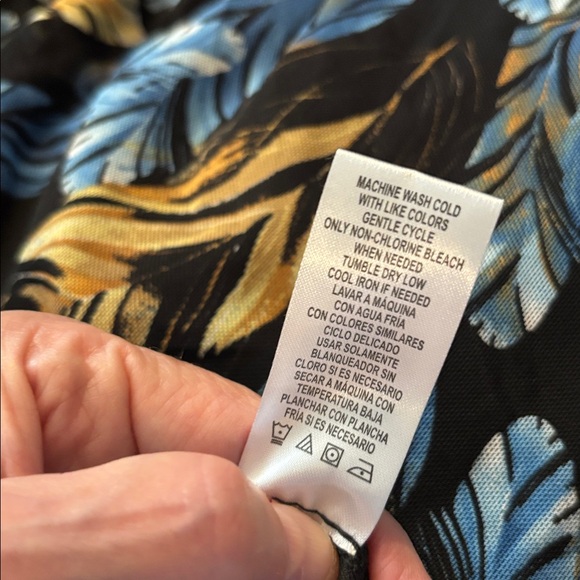 MACHINE WASH COLD
WITH LIKE COLORS
GENTLE CYCLE
ONLY NON-CHLORINE BLEACH
WHEN NEEDED
TUMBLE DRY LOW
COOL IRON IF NEEDED
LAVAR A MÁQUINA
CON AGUA FRÍA
CON COLORES SIMILARES
CICLO DELICADO
USAR SOLAMENTE
BLANQUEADOR SIN
CLORO SI ES NECESARIO
SECAR A MÁQUINA CON
TEMPERATURA BAJA
PLANCHAR CON PLANCHA
FRÍA SI ES NECESARIO